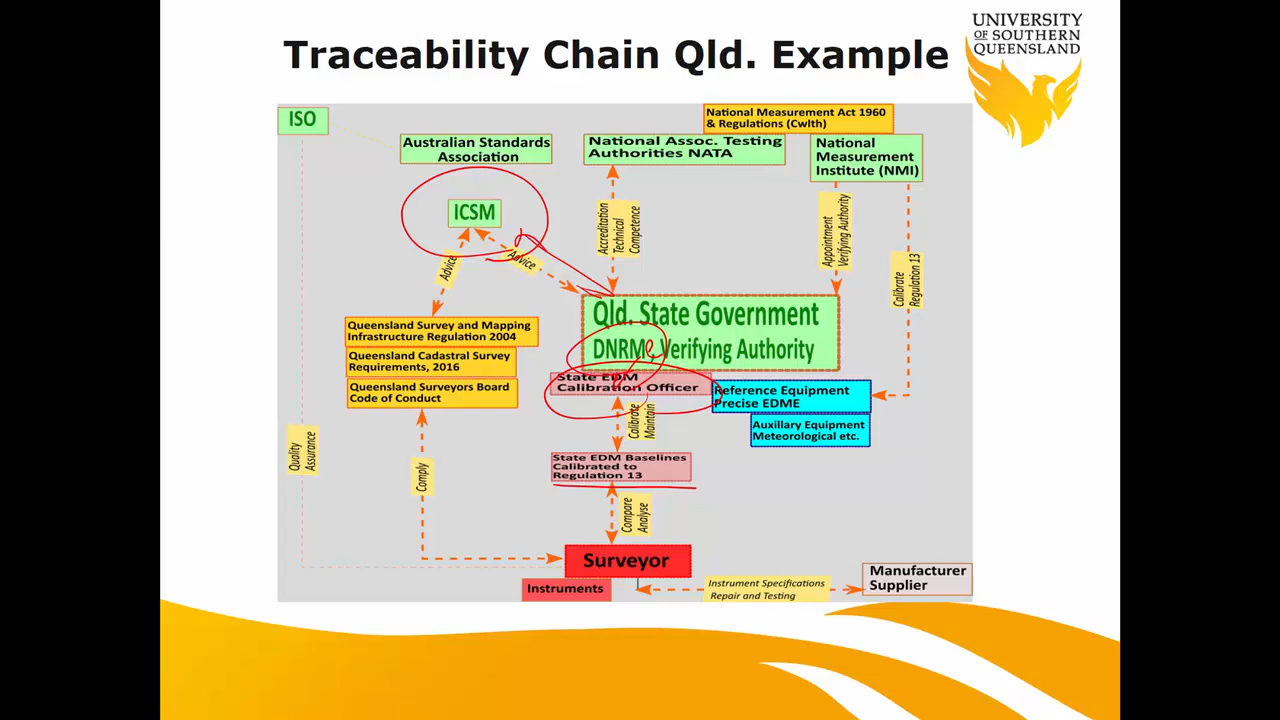 Traceability Chain Qld. Example
UNIVERSITY
OF SOUTHERN
QUEENSLAND
ISO
Australian Standards
Association
National Assoc. Testing
Authorities NATA
National Measurement Act 1960
& Regulations (Cwlth)
National
Measurement
Institute (NMI)
ICSM
Advice
Advice
Accreditation
Technical
Competence
Appointment
Verifying Authority
Calibrate
Regulation 13
Queensland Survey and Mapping
Infrastructure Regulation 2004
Queensland Cadastral Survey
Requirements, 2016
Queensland Surveyors Board
Code of Conduct
Qld. State Government
DNRM, Verifying Authority
State EDM
Calibration Officer
Reference Equipment
Precise EDME
Auxillary Equipment
Meteorological etc.
Calibrate
Maintain
State EDM Baselines
Calibrated to
Regulation 13
Quality
Assurance
Comply
Compare
Analyse
Surveyor
Instruments
Instrument Specifications
Repair and Testing
Manufacturer
Supplier